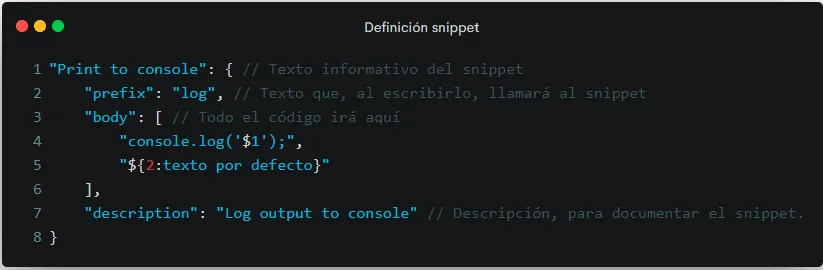 Definición snippet
1 "Print to console": { // Texto informativo del snippet
2 "prefix": "log", // Texto que, al escribirlo, llamará al snippet
3 "body": [ // Todo el código irá aquí
4 "console.log('$1');",
5 "${2:texto por defecto}"
6 ],
7 "description": "Log output to console" // Descripción, para documentar el snippet.
8 }